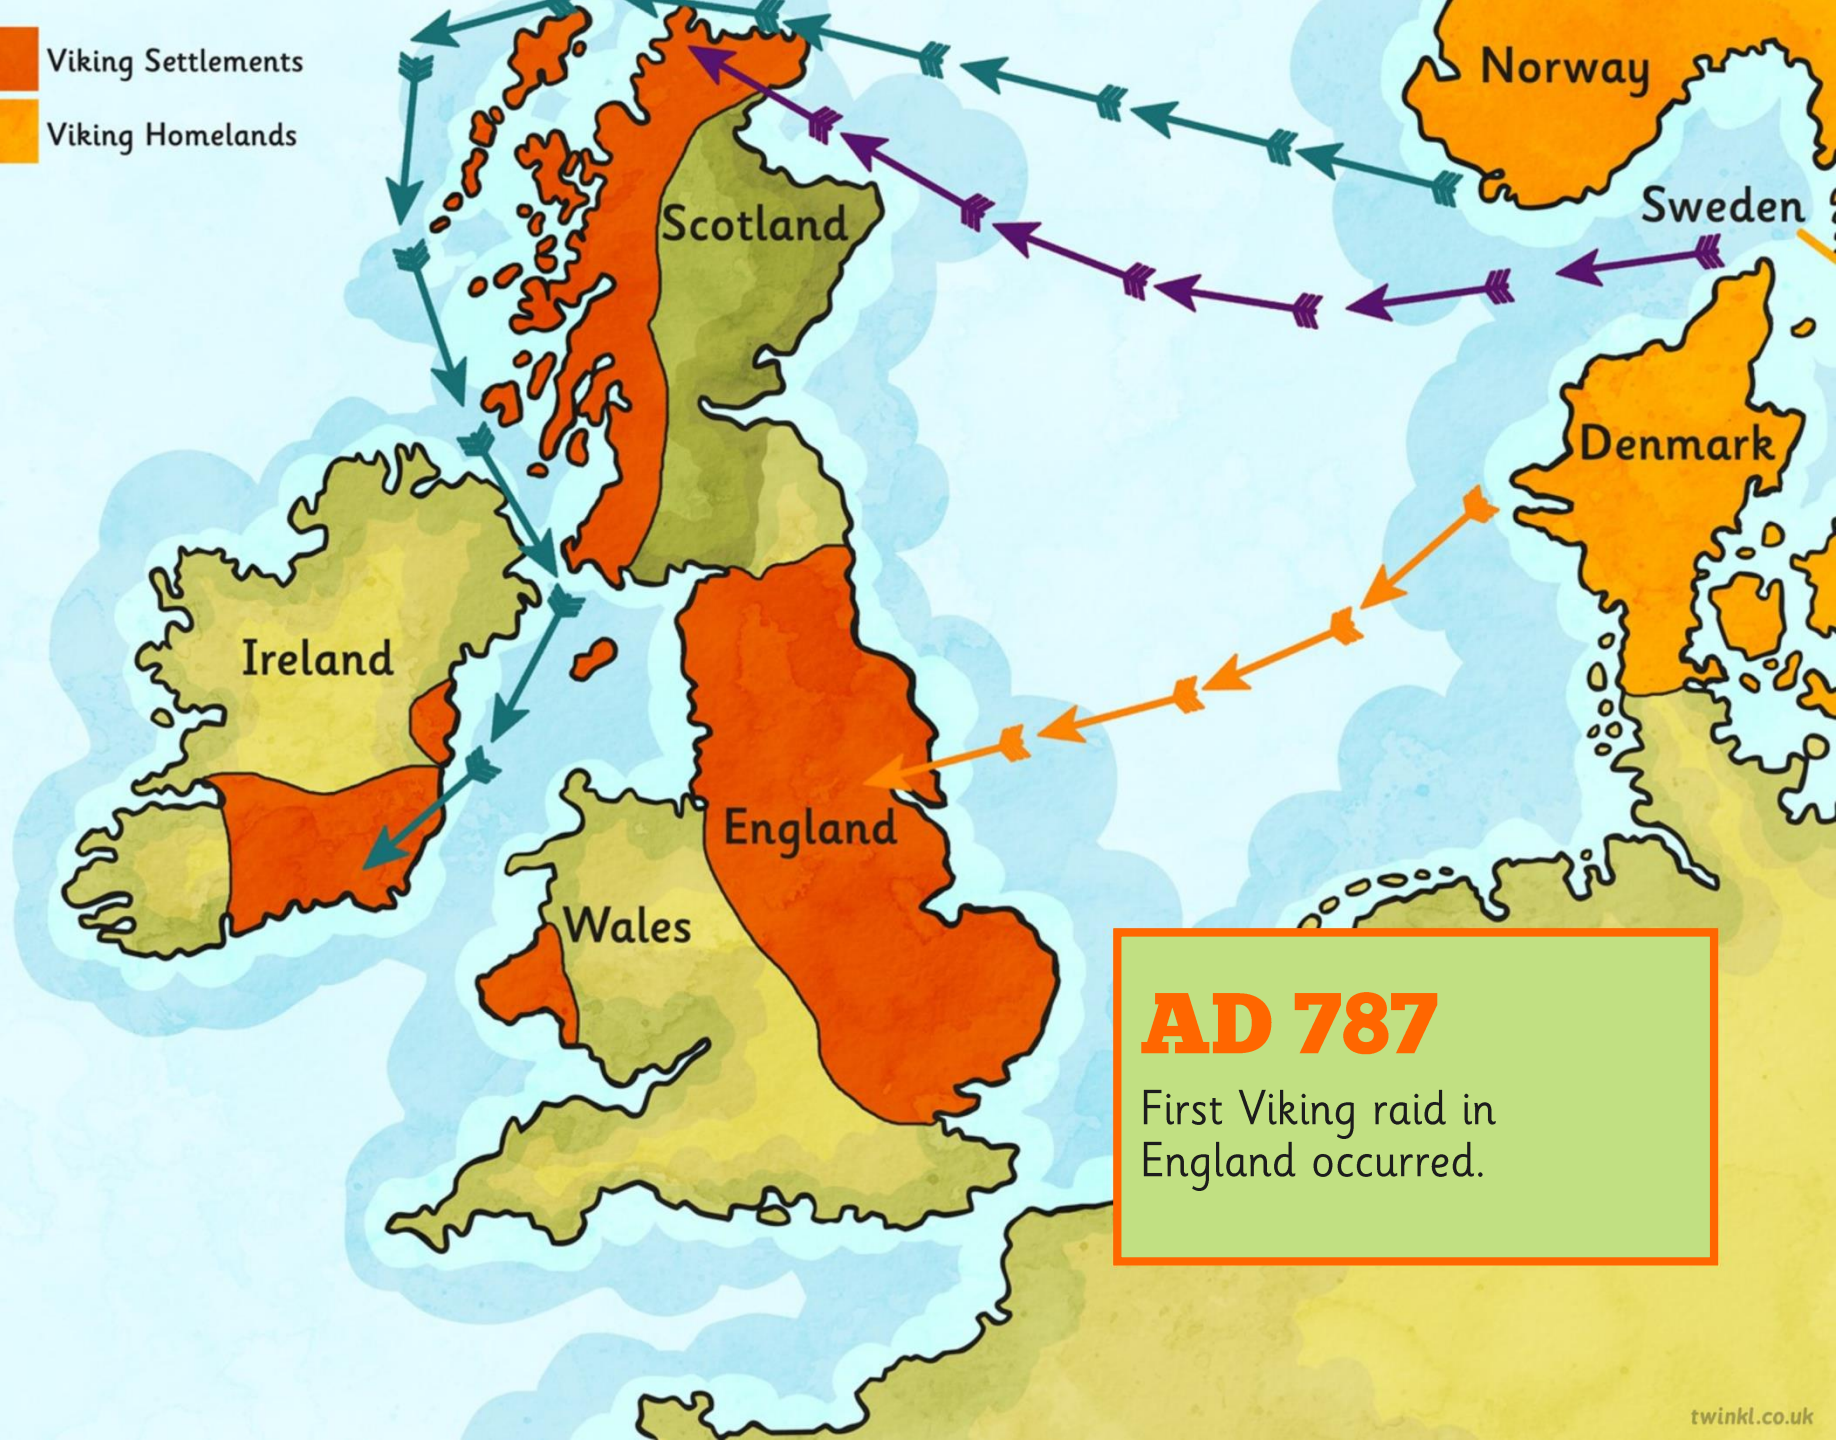 Viking Settlements
Viking Homelands
Norway
Sweden
Scotland
Denmark
Ireland
England
Wales
AD 787
First Viking raid in
England occurred.
twinkl.co.uk